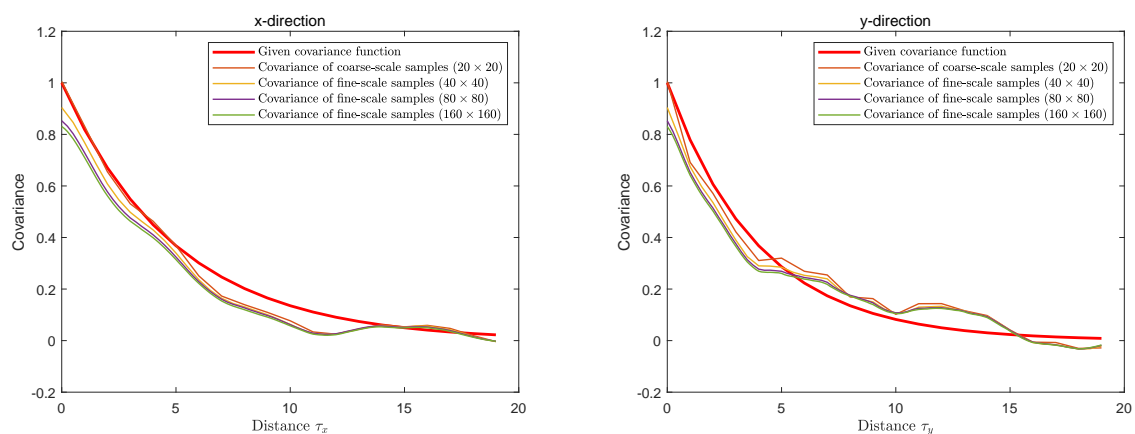 x-direction
1.2
1
0.8
0.6
0.4
0.2
0
-0.2
Covariance
0
5
10
15
20
Distance τx
Given covariance function
Covariance of coarse-scale samples (20 × 20)
Covariance of fine-scale samples (40 × 40)
Covariance of fine-scale samples (80 × 80)
Covariance of fine-scale samples (160 × 160)
y-direction
1.2
1
0.8
0.6
0.4
0.2
0
-0.2
Covariance
0
5
10
15
20
Distance τy
Given covariance function
Covariance of coarse-scale samples (20 × 20)
Covariance of fine-scale samples (40 × 40)
Covariance of fine-scale samples (80 × 80)
Covariance of fine-scale samples (160 × 160)